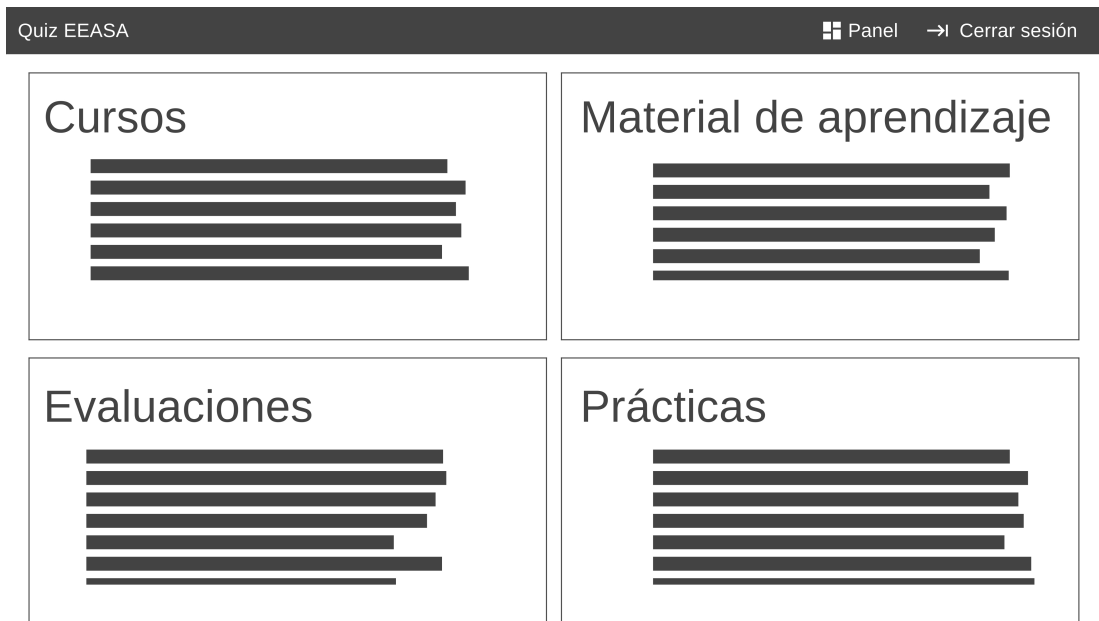 Quiz EEASA
Panel
Cerrar sesión
Cursos
Material de aprendizaje
Evaluaciones
Prácticas